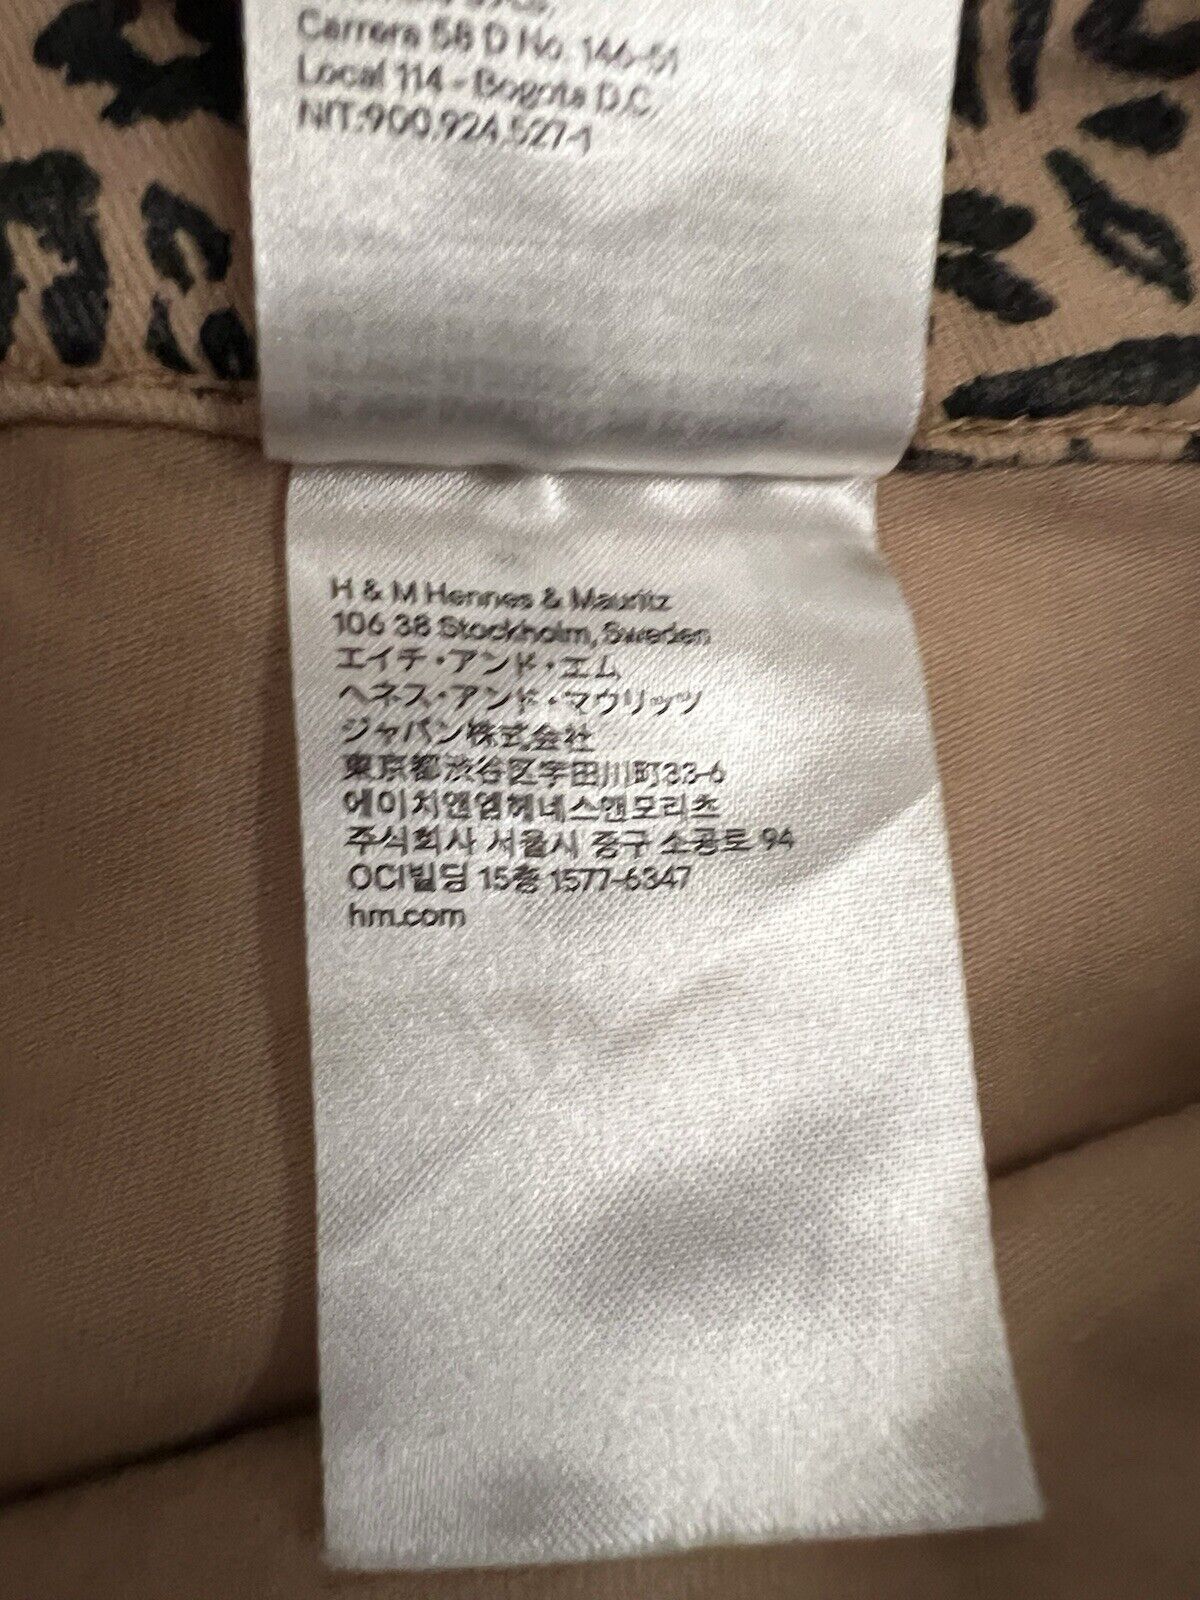 Carrera 58 D No. 146-51
Local 114 - Bogota D.C.
NIT:900.924.527-1
H & M Hennes & Mauritz
106 38 Stockholm, Sweden
エイチ・アンド・エム
ヘネス・アンド・マウリッツ
ジャパン株式会社
東京都渋谷区宇田川町33-6
에이치앤엠헤네스앤모리츠
주식회사 서울시 중구 소공로 94
OCI빌딩 15층 1577-6347
hm.com